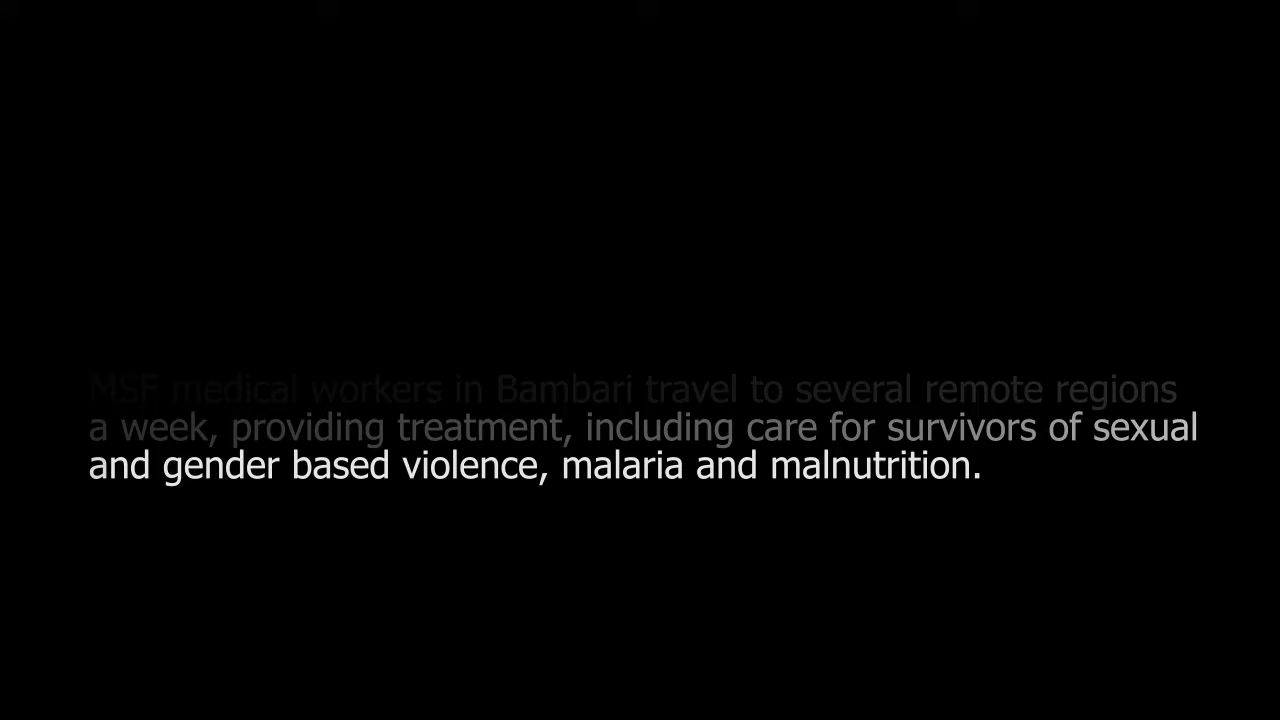 MSF medical workers in Bambari travel to several remote regions
a week, providing treatment, including care for survivors of sexual
and gender based violence, malaria and malnutrition.